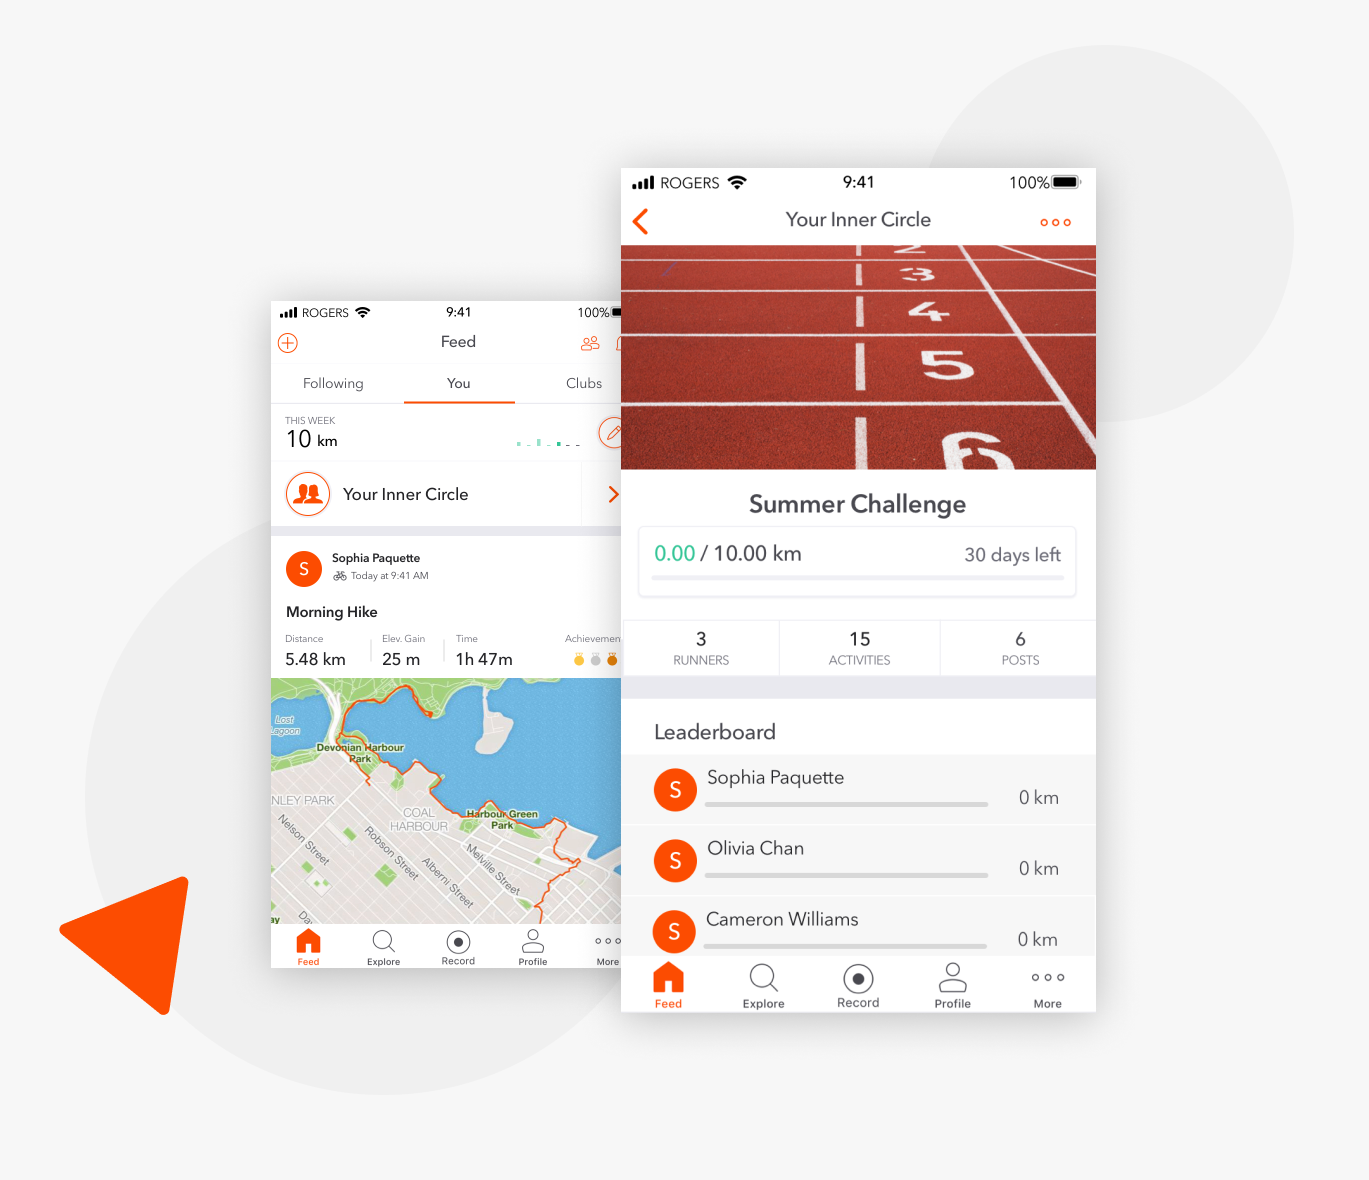 ROGERS 9:41 100%
Feed
Following You Clubs
THIS WEEK
10 km
Your Inner Circle
S
Sophia Paquette
Today at 9:41 AM
Morning Hike
Distance Elev. Gain Time Achievemen
5.48 km 25 m 1h 47m
Lost
agoon
Devonian Harbour
Park
NLEY PARK
COAL
HARBOUR
Harbour Green
Park
Nelson Street
Robson Street
Alberni Street
Melville Street
Da
ay
Feed Explore Record Profile More
ROGERS 9:41 100%
Your Inner Circle
2
3
4
5
6
Summer Challenge
0.00 / 10.00 km 30 days left
3 15 6
RUNNERS ACTIVITIES POSTS
Leaderboard
S Sophia Paquette 0 km
S Olivia Chan 0 km
S Cameron Williams 0 km
Feed Explore Record Profile More